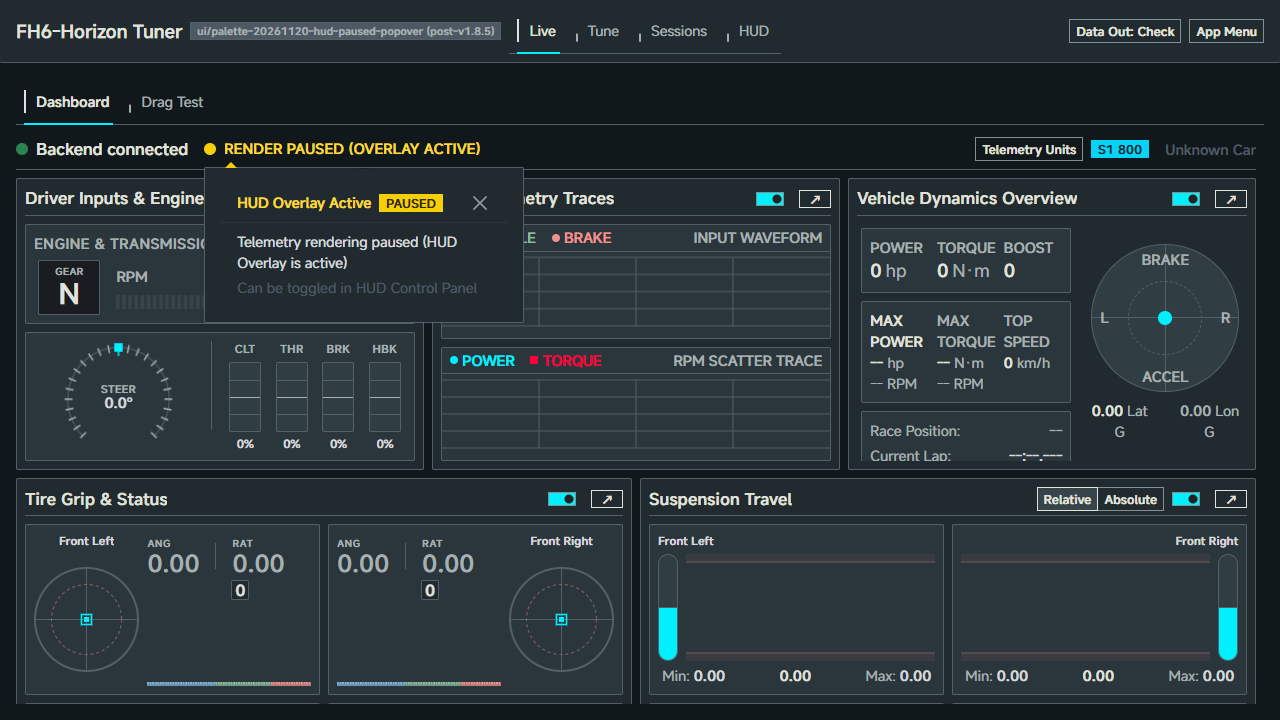 FH6-Horizon Tuner
ui/palette-20261120-hud-paused-popover (post-v1.8.5)
Live
Tune
Sessions
HUD
Data Out: Check
App Menu
Dashboard
Drag Test
Backend connected
RENDER PAUSED (OVERLAY ACTIVE)
Telemetry Units
S1 800
Unknown Car
HUD Overlay Active
PAUSED
Telemetry rendering paused (HUD
Overlay is active)
Can be toggled in HUD Control Panel
Driver Inputs & Engine
ENGINE & TRANSMISSIO
GEAR
N
RPM
STEER
0.0°
CLT
THR
BRK
HBK
0%
0%
0%
0%
etry Traces
LE
BRAKE
INPUT WAVEFORM
POWER
TORQUE
RPM SCATTER TRACE
Vehicle Dynamics Overview
POWER
TORQUE
BOOST
0 hp
0 N·m
0
MAX
POWER
-- hp
-- RPM
MAX
TORQUE
-- N·m
-- RPM
TOP
SPEED
0 km/h
Race Position:
--
Current Lap:
--:--.---
BRAKE
L
R
ACCEL
0.00 Lat
G
0.00 Lon
G
Tire Grip & Status
Front Left
ANG
0.00
RAT
0.00
0
ANG
0.00
RAT
0.00
0
Front Right
Suspension Travel
Relative
Absolute
Front Left
Min: 0.00
0.00
Max: 0.00
Front Right
Min: 0.00
0.00
Max: 0.00